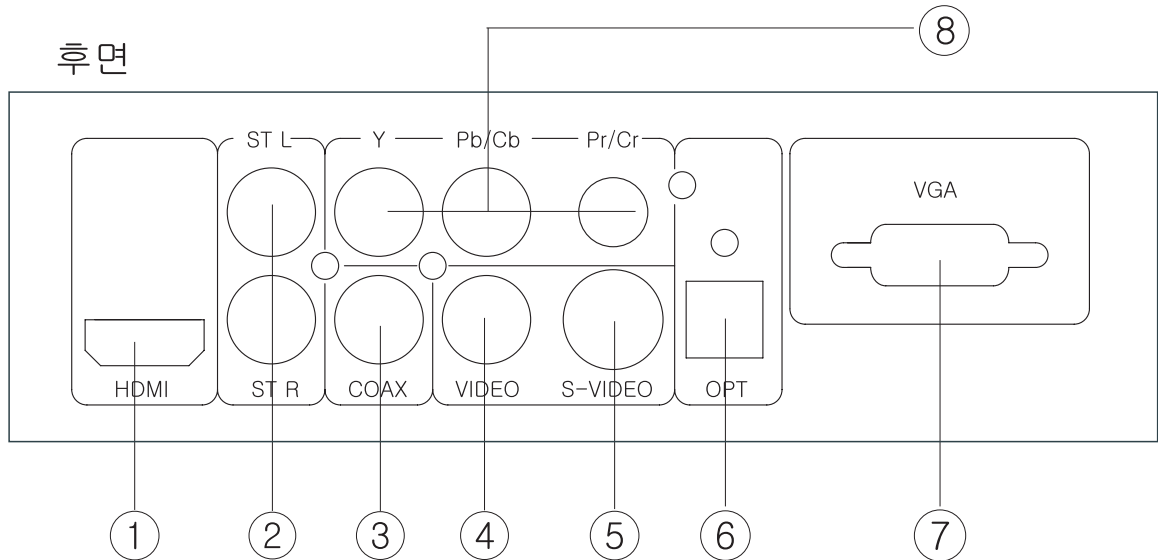 ⑧
후면
ST L Y Pb/Cb Pr/Cr
VGA
HDMI ST R COAX VIDEO S-VIDEO OPT
① ② ③ ④ ⑤ ⑥ ⑦